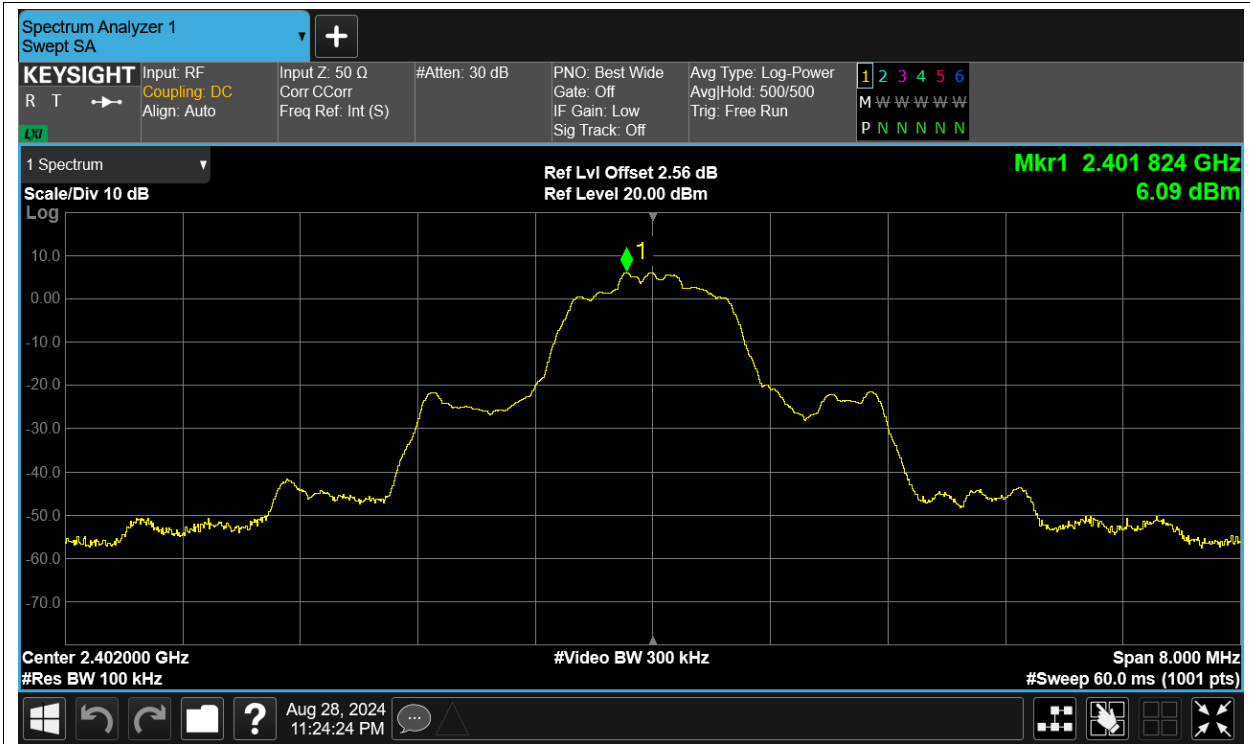 Spectrum Analyzer 1
Swept SA
+
KEYSIGHT
R T
LXI
Input: RF
Coupling: DC
Align: Auto
Input Z: 50 Ω
Corr CCorr
Freq Ref: Int (S)
#Atten: 30 dB
PNO: Best Wide
Gate: Off
IF Gain: Low
Sig Track: Off
Avg Type: Log-Power
Avg|Hold: 500/500
Trig: Free Run
1 2 3 4 5 6
M W W W W W
P N N N N N
1 Spectrum
Scale/Div 10 dB
Log
Ref Lvl Offset 2.56 dB
Ref Level 20.00 dBm
Mkr1 2.401 824 GHz
6.09 dBm
1
10.0
0.00
-10.0
-20.0
-30.0
-40.0
-50.0
-60.0
-70.0
Center 2.402000 GHz
#Res BW 100 kHz
#Video BW 300 kHz
Span 8.000 MHz
#Sweep 60.0 ms (1001 pts)
?
Aug 28, 2024
11:24:24 PM